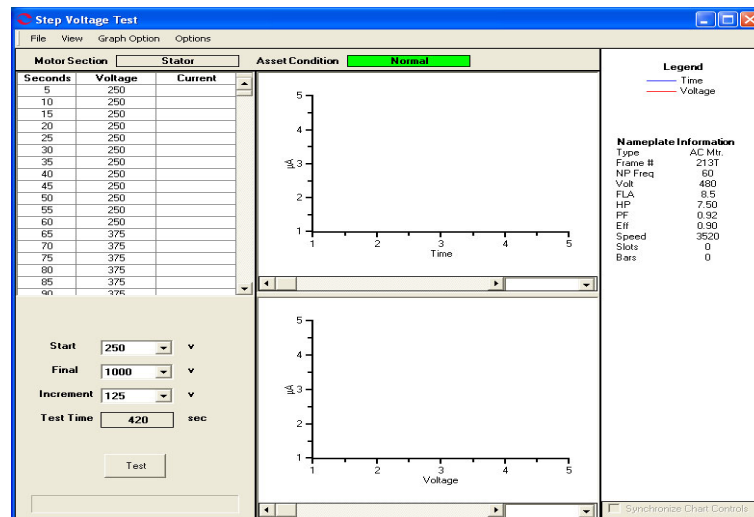 Step Voltage Test
File View Graph Option Options
Motor Section Stator Asset Condition Normal
Seconds Voltage Current
5 250
10 250
15 250
20 250
25 250
30 250
35 250
40 250
45 250
50 250
55 250
60 250
65 375
70 375
75 375
80 375
85 375
90 375
Start 250 v
Final 1000 v
Increment 125 v
Test Time 420 sec
Test
5
4
µA 3
2
1
1 2 3 4 5
Time
5
4
µA 3
2
1
1 2 3 4 5
Voltage
Legend
Time
Voltage
Nameplate Information
Type AC Mtr.
Frame # 213T
NP Freq 60
Volt 480
FLA 8.5
HP 7.50
PF 0.92
Eff 0.90
Speed 3520
Slots 0
Bars 0
Synchronize Chart Controls